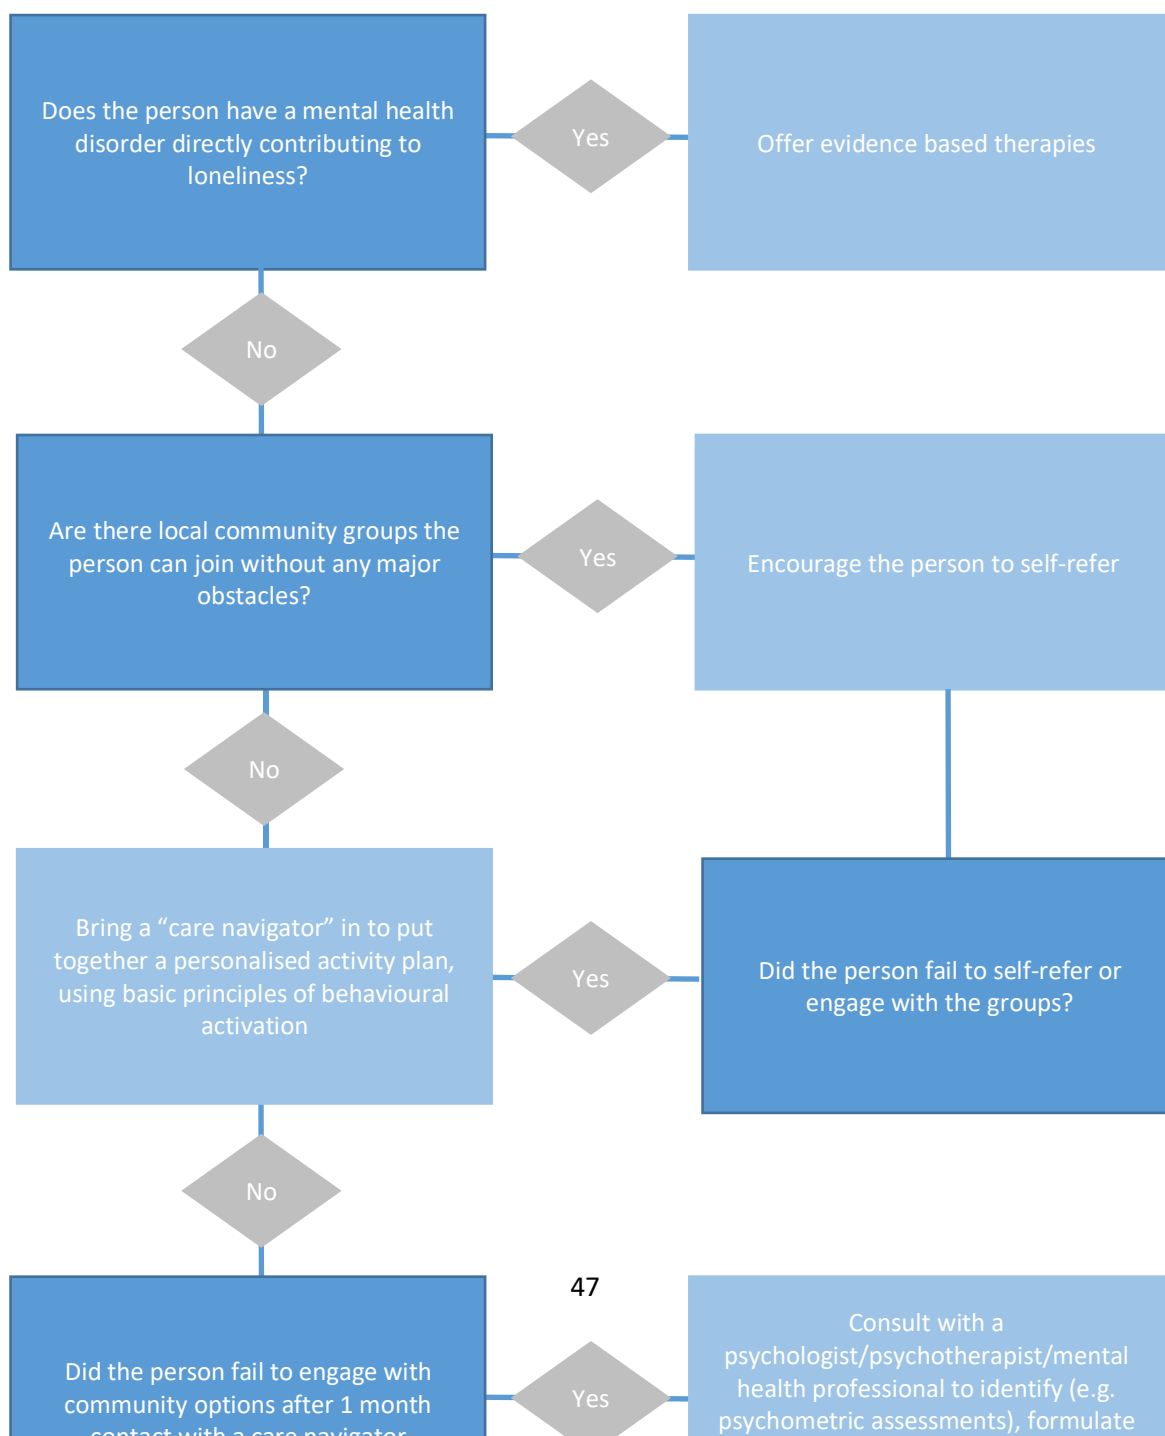 Does the person have a mental health
disorder directly contributing to
loneliness?
Yes
Offer evidence based therapies
No
Are there local community groups the
person can join without any major
obstacles?
Yes
Encourage the person to self-refer
No
Bring a “care navigator” in to put
together a personalised activity plan,
using basic principles of behavioural
activation
Yes
Did the person fail to self-refer or
engage with the groups?
No
47
Did the person fail to engage with
community options after 1 month
contact with a care navigator
Yes
Consult with a
psychologist/psychotherapist/mental
health professional to identify (e.g.
psychometric assessments), formulate